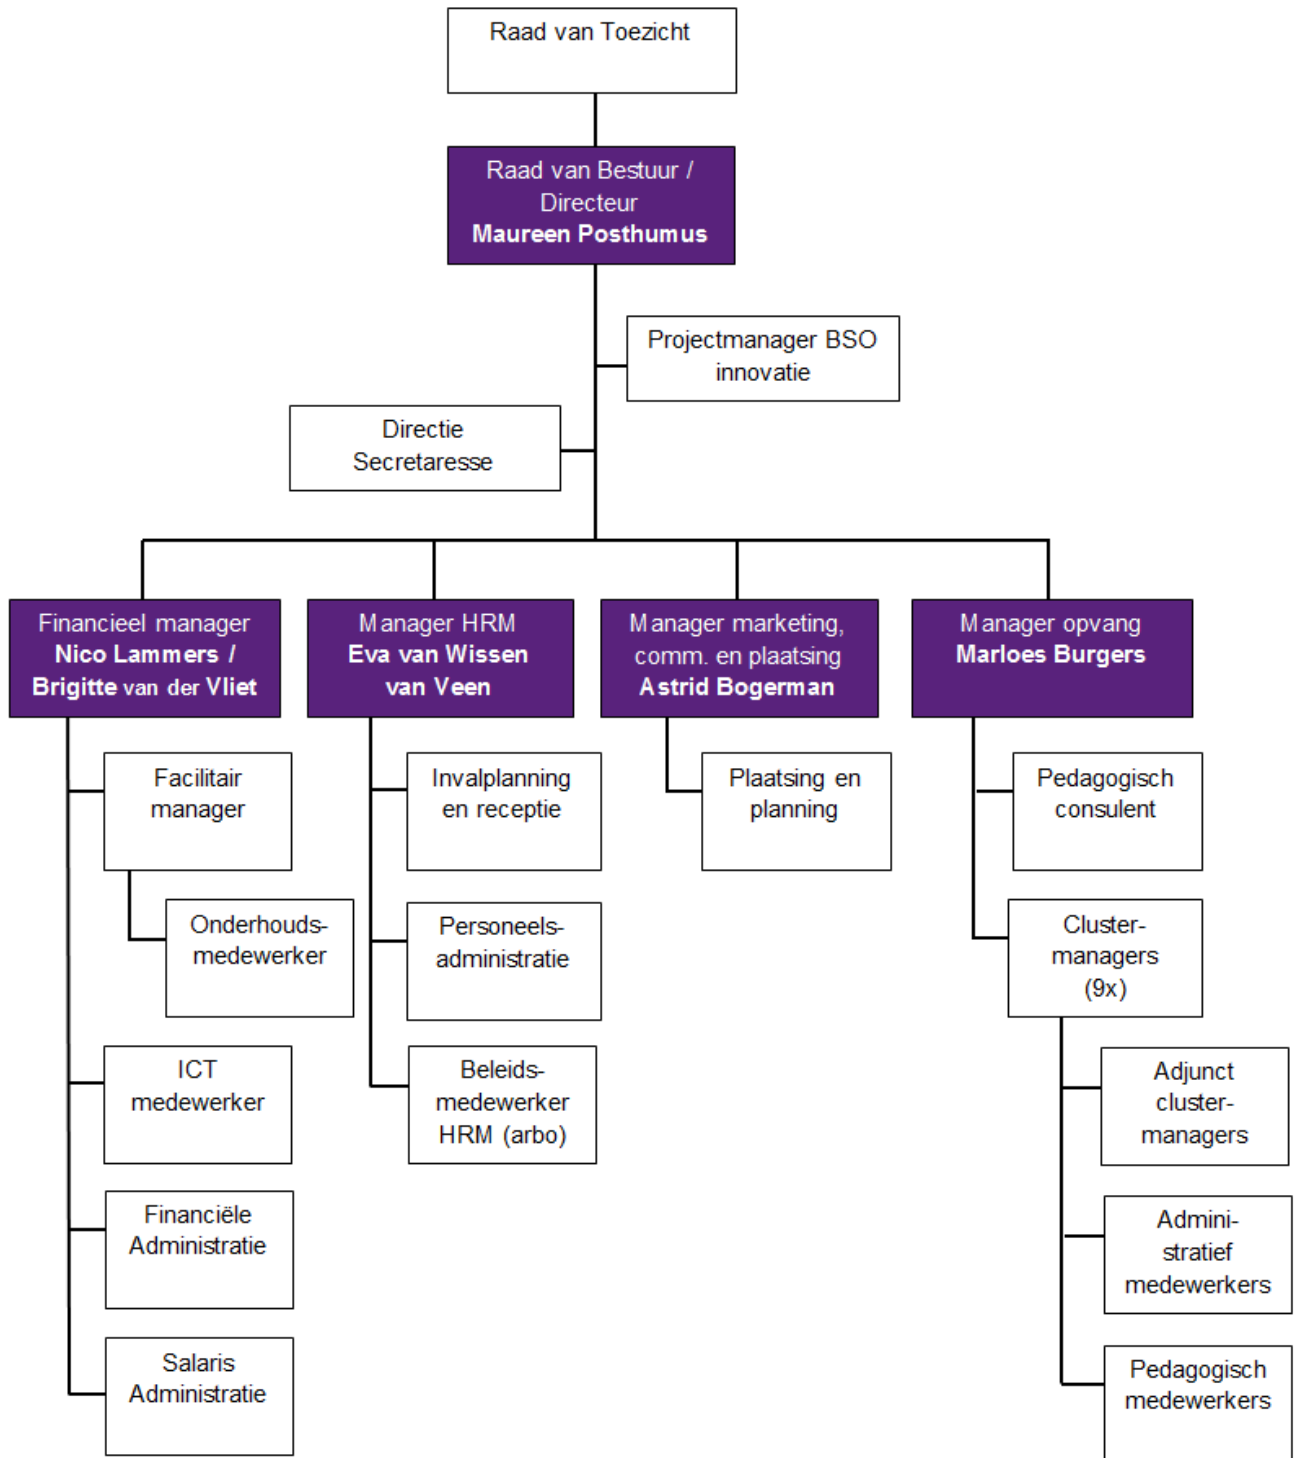 Raad van Toezicht
Raad van Bestuur /
Directeur
Maureen Posthumus
Projectmanager BSO
innovatie
Directie
Secretaresse
Financieel manager
Nico Lammers /
Brigitte van der Vliet
Manager HRM
Eva van Wissen
van Veen
Manager marketing,
comm. en plaatsing
Astrid Bogerman
Manager opvang
Marloes Burgers
Facilitair
manager
Onderhouds-
medewerker
ICT
medewerker
Financiële
Administratie
Salaris
Administratie
Invalplanning
en receptie
Personeels-
administratie
Beleids-
medewerker
HRM (arbo)
Plaatsing en
planning
Pedagogisch
consulent
Cluster-
managers
(9x)
Adjunct
cluster-
managers
Admini-
stratief
medewerkers
Pedagogisch
medewerkers